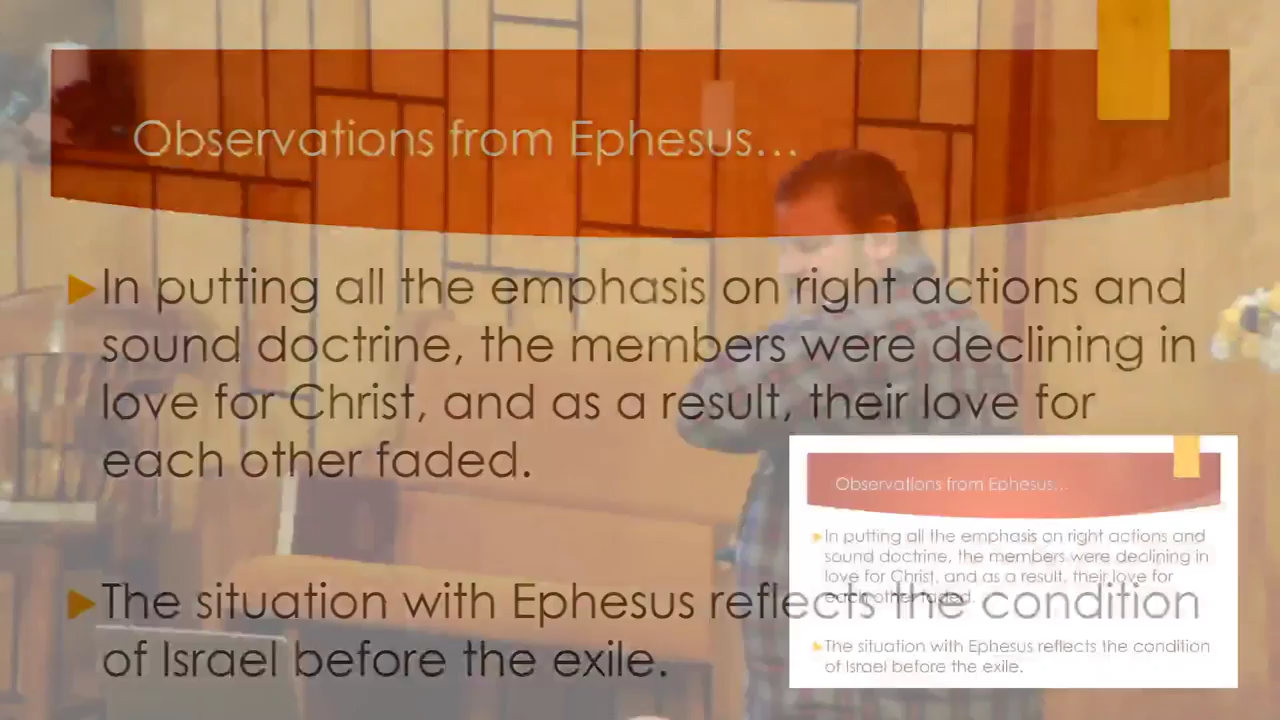 Observations from Ephesus...
In putting all the emphasis on right actions and
sound doctrine, the members were declining in
love for Christ, and as a result, their love for
each other faded.
The situation with Ephesus reflects the condition
of Israel before the exile.
Observations from Ephesus...
In putting all the emphasis on right actions and
sound doctrine, the members were declining in
love for Christ, and as a result, their love for
each other faded.
The situation with Ephesus reflects the condition
of Israel before the exile.